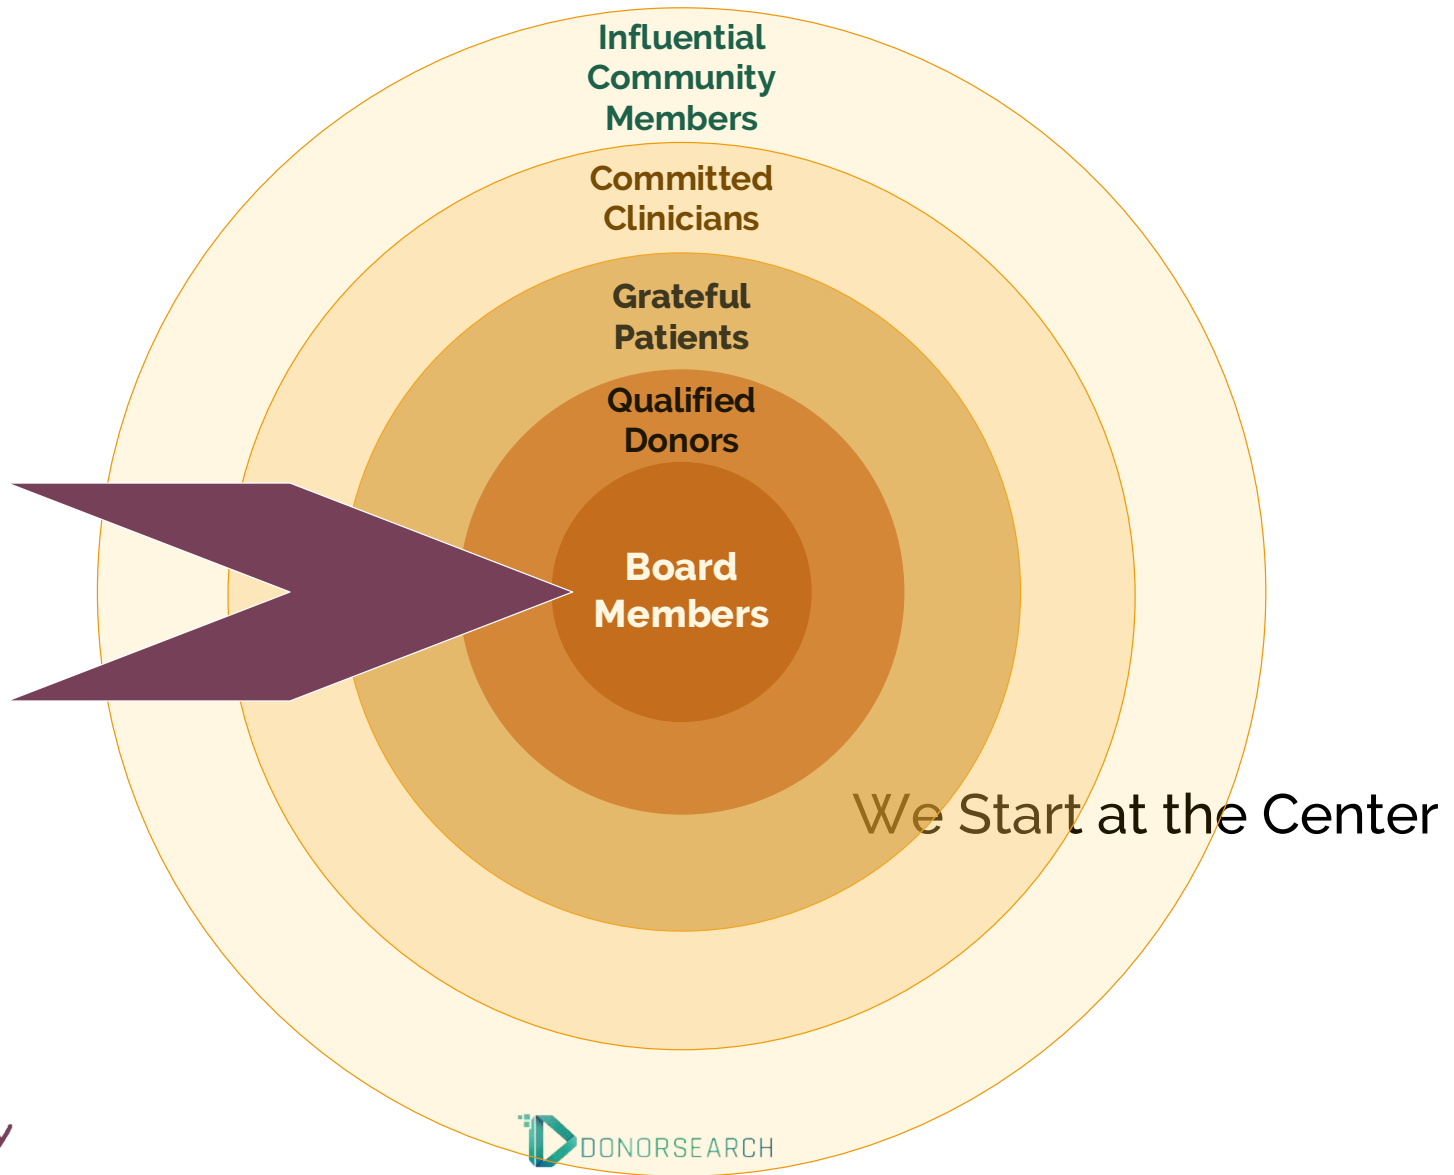 Influential
Community
Members
Committed
Clinicians
Grateful
Patients
Qualified
Donors
Board
Members
We Start at the Center
DONORSEARCH